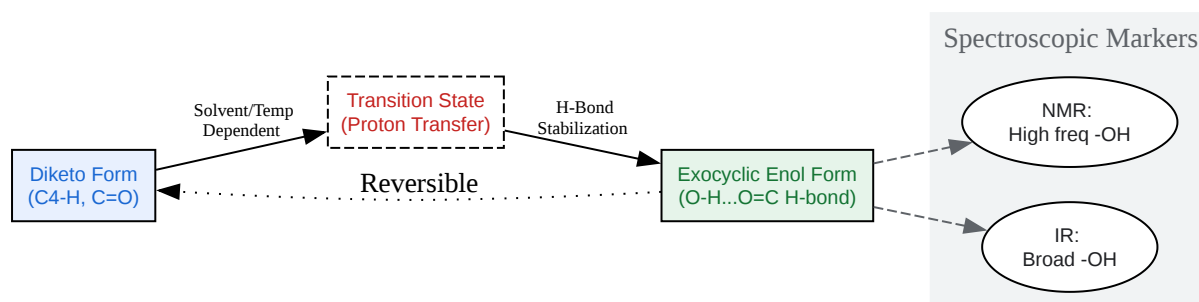 Spectroscopic Markers
Transition State
(Proton Transfer)
Solvent/Temp
Dependent
H-Bond
Stabilization
NMR:
High freq -OH
Diketo Form
(C4-H, C=O)
Reversible
Exocyclic Enol Form
(O-H...O=C H-bond)
IR:
Broad -OH